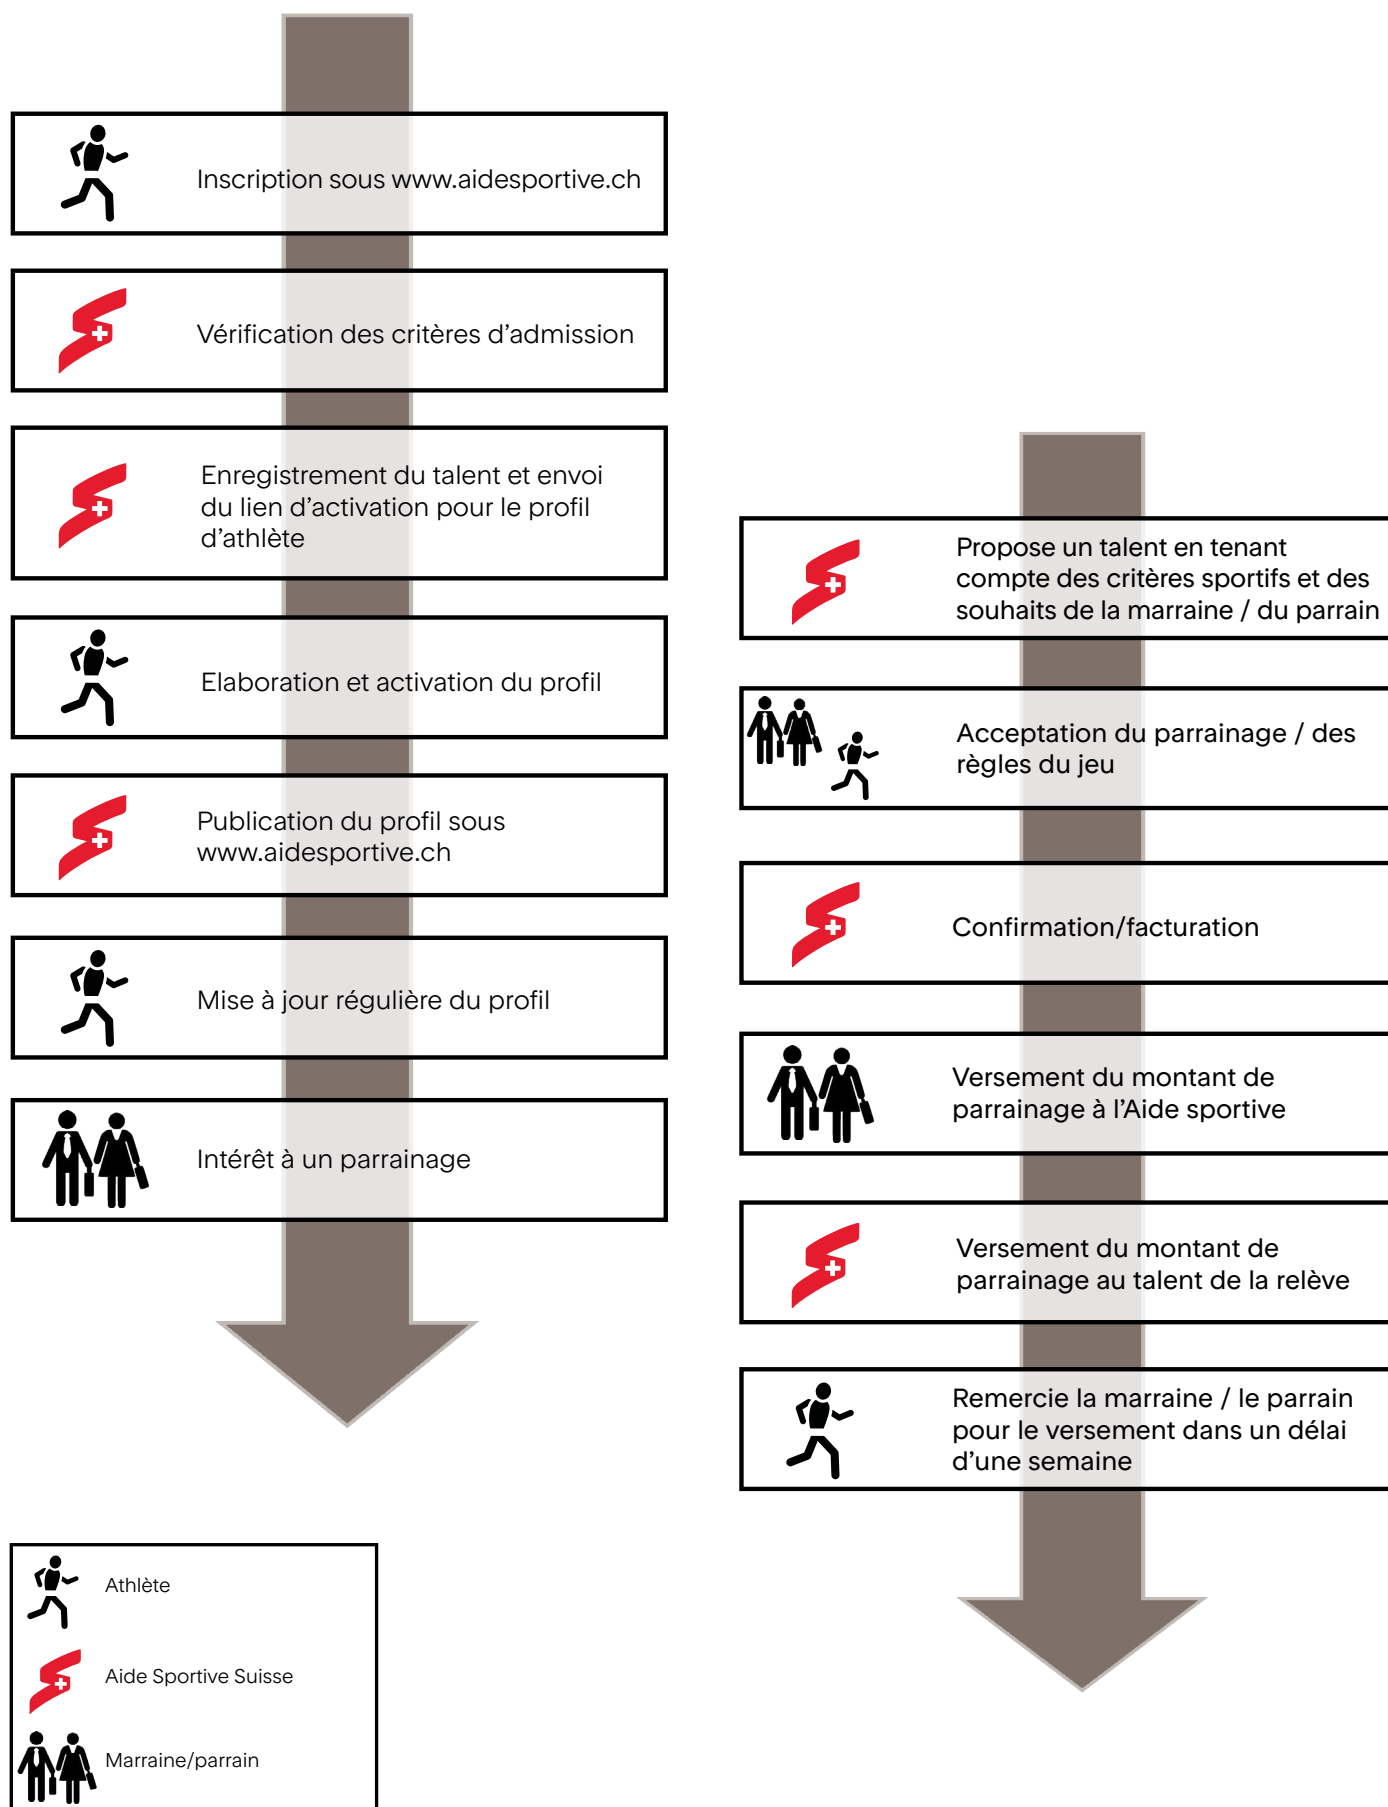 Inscription sous www.aidesportive.ch
Vérification des critères d’admission
Enregistrement du talent et envoi
du lien d’activation pour le profil
d’athlète
Elaboration et activation du profil
Publication du profil sous
www.aidesportive.ch
Mise à jour régulière du profil
Intérêt à un parrainage
Propose un talent en tenant
compte des critères sportifs et des
souhaits de la marraine / du parrain
Acceptation du parrainage / des
règles du jeu
Confirmation/facturation
Versement du montant de
parrainage à l’Aide sportive
Versement du montant de
parrainage au talent de la relève
Remercie la marraine / le parrain
pour le versement dans un délai
d’une semaine
Athlète
Aide Sportive Suisse
Marraine/parrain